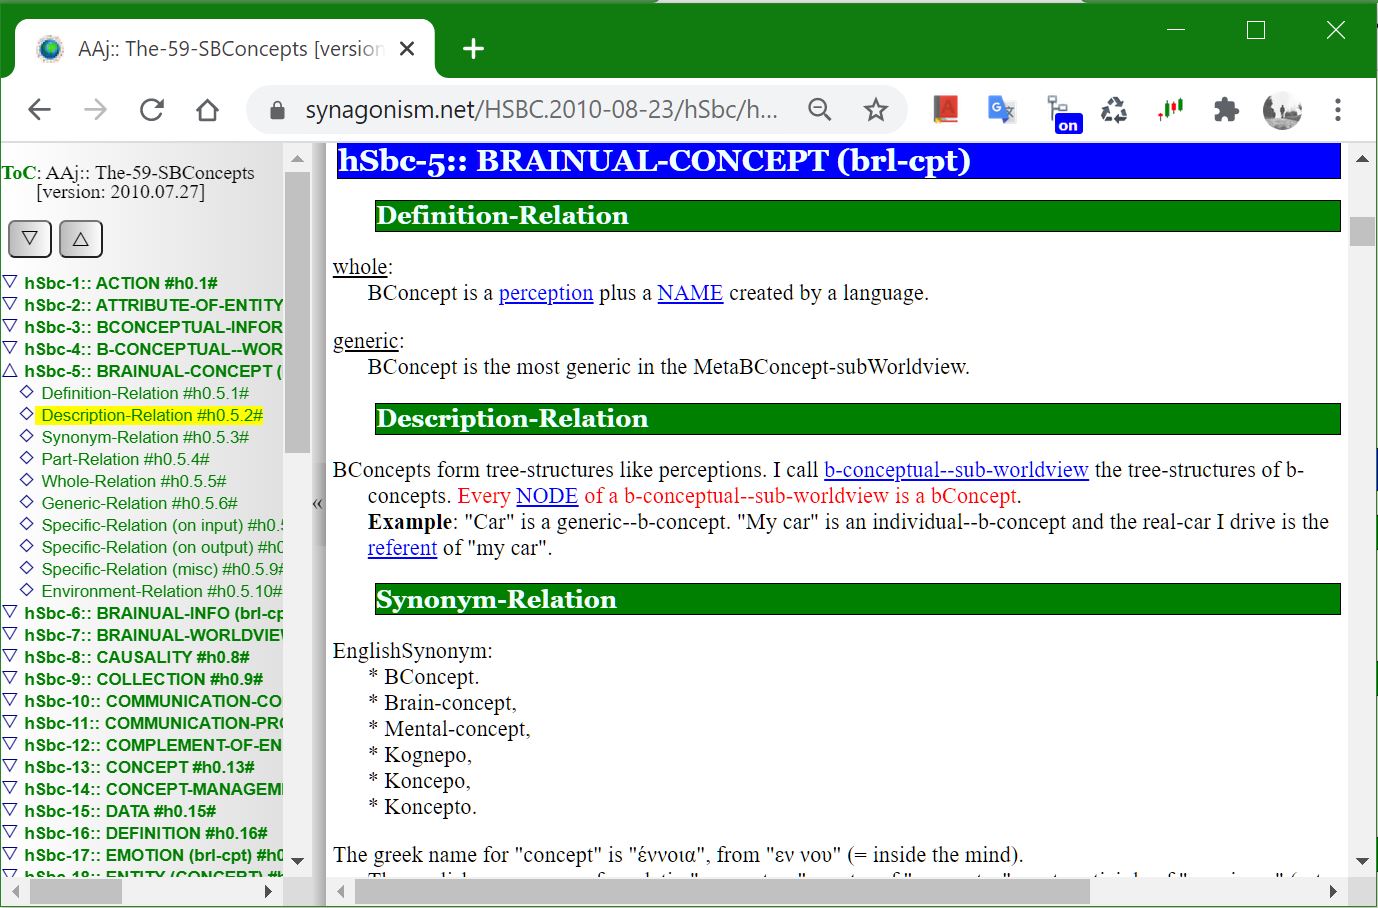 AAj:: The-59-SBConcepts [version
synagonism.net/HSBC.2010-08-23/hSbc/h...
on
ToC: AAj:: The-59-SBConcepts
[version: 2010.07.27]
hSbc-1:: ACTION #h0.1#
hSbc-2:: ATTRIBUTE-OF-ENTITY
hSbc-3:: BCONCEPTUAL-INFOR
hSbc-4:: B-CONCEPTUAL--WOR
hSbc-5:: BRAINUAL-CONCEPT (
Definition-Relation #h0.5.1#
Description-Relation #h0.5.2#
Synonym-Relation #h0.5.3#
Part-Relation #h0.5.4#
Whole-Relation #h0.5.5#
Generic-Relation #h0.5.6#
Specific-Relation (on input) #h0.5
Specific-Relation (on output) #h0
Specific-Relation (misc) #h0.5.9#
Environment-Relation #h0.5.10#
hSbc-6:: BRAINUAL-INFO (brl-cp
hSbc-7:: BRAINUAL-WORLDVIEW
hSbc-8:: CAUSALITY #h0.8#
hSbc-9:: COLLECTION #h0.9#
hSbc-10:: COMMUNICATION-CO
hSbc-11:: COMMUNICATION-PRO
hSbc-12:: COMPLEMENT-OF-EN
hSbc-13:: CONCEPT #h0.13#
hSbc-14:: CONCEPT-MANAGEM
hSbc-15:: DATA #h0.15#
hSbc-16:: DEFINITION #h0.16#
hSbc-17:: EMOTION (brl-cpt) #h0
hSbc-18:: ENTITY (CONCEPT) #h
«
hSbc-5:: BRAINUAL-CONCEPT (brl-cpt)
Definition-Relation
whole:
BConcept is a perception plus a NAME created by a language.
generic:
BConcept is the most generic in the MetaBConcept-subWorldview.
Description-Relation
BConcepts form tree-structures like perceptions. I call b-conceptual--sub-worldview the tree-structures of b-
concepts. Every NODE of a b-conceptual--sub-worldview is a bConcept.
Example: "Car" is a generic--b-concept. "My car" is an individual--b-concept and the real-car I drive is the
referent of "my car".
Synonym-Relation
EnglishSynonym:
* BConcept.
* Brain-concept,
* Mental-concept,
* Kognepo,
* Koncepo,
* Koncepto.
The greek name for "concept" is "έννοια", from "εν νου" (= inside the mind).